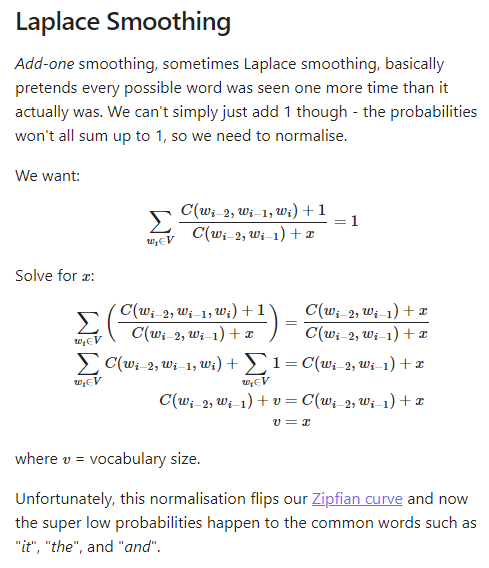 Laplace Smoothing
Add-one smoothing, sometimes Laplace smoothing, basically
pretends every possible word was seen one more time than it
actually was. We can't simply just add 1 though - the probabilities
won't all sum up to 1, so we need to normalise.
We want:
∑_{w_i∈V} \frac{C(w_{i-2}, w_{i-1}, w_i) + 1}{C(w_{i-2}, w_{i-1}) + x} = 1
Solve for x:
∑_{w_i∈V} \left( \frac{C(w_{i-2}, w_{i-1}, w_i) + 1}{C(w_{i-2}, w_{i-1}) + x} \right) = \frac{C(w_{i-2}, w_{i-1}) + x}{C(w_{i-2}, w_{i-1}) + x}
∑_{w_i∈V} C(w_{i-2}, w_{i-1}, w_i) + ∑_{w_i∈V} 1 = C(w_{i-2}, w_{i-1}) + x
C(w_{i-2}, w_{i-1}) + v = C(w_{i-2}, w_{i-1}) + x
v = x
where v = vocabulary size.
Unfortunately, this normalisation flips our Zipfian curve and now
the super low probabilities happen to the common words such as
"it", "the", and "and".